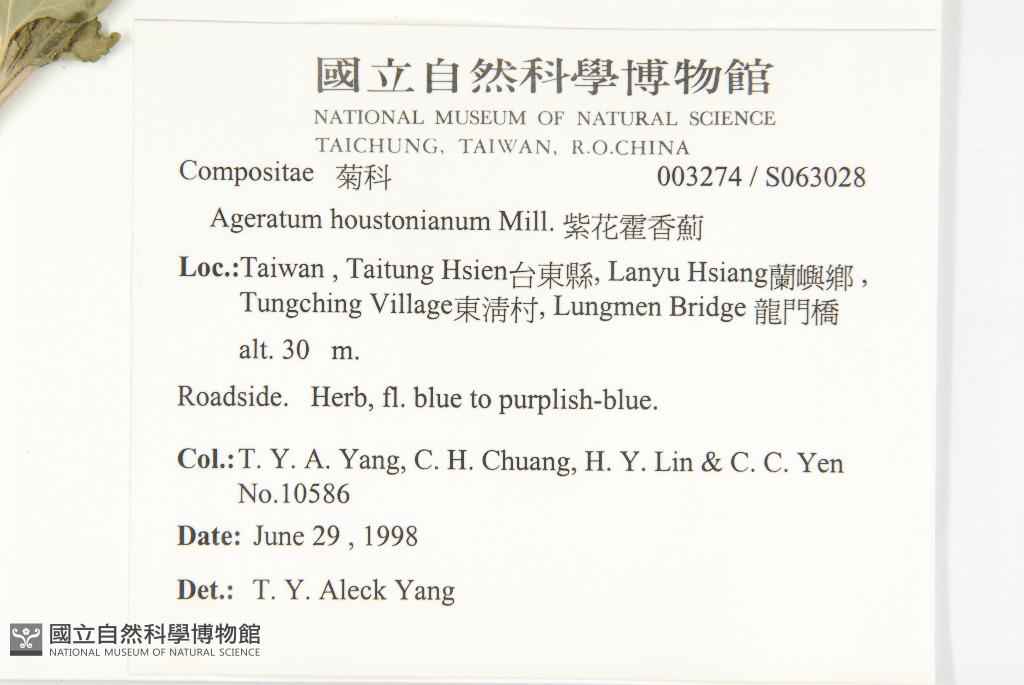 國立自然科學博物館
NATIONAL MUSEUM OF NATURAL SCIENCE
TAICHUNG, TAIWAN, R.O.CHINA
Compositae 菊科 003274 / S063028
Ageratum houstonianum Mill. 紫花霍香薊
Loc.:Taiwan , Taitung Hsien台東縣, Lanyu Hsiang蘭嶼鄉 ,
Tungching Village東清村, Lungmen Bridge 龍門橋
alt. 30 m.
Roadside. Herb, fl. blue to purplish-blue.
Col.:T. Y. A. Yang, C. H. Chuang, H. Y. Lin & C. C. Yen
No.10586
Date: June 29 , 1998
Det.: T. Y. Aleck Yang
國立自然科學博物館
NATIONAL MUSEUM OF NATURAL SCIENCE